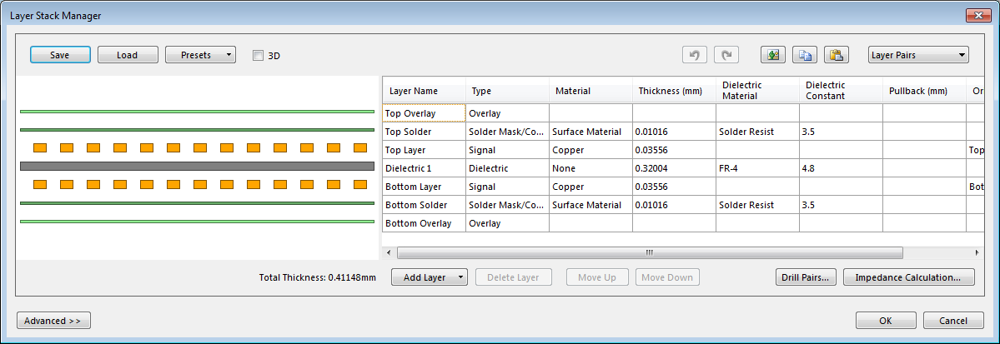 Layer Stack Manager
Save Load Presets 3D Layer Pairs
Layer Name Type Material Thickness (mm) Dielectric Material Dielectric Constant Pullback (mm) Or
Top Overlay Overlay
Top Solder Solder Mask/Co... Surface Material 0.01016 Solder Resist 3.5
Top Layer Signal Copper 0.03556 Top
Dielectric 1 Dielectric None 0.32004 FR-4 4.8
Bottom Layer Signal Copper 0.03556 Bot
Bottom Solder Solder Mask/Co... Surface Material 0.01016 Solder Resist 3.5
Bottom Overlay Overlay
Total Thickness: 0.41148mm Add Layer Delete Layer Move Up Move Down Drill Pairs... Impedance Calculation...
Advanced >> OK Cancel